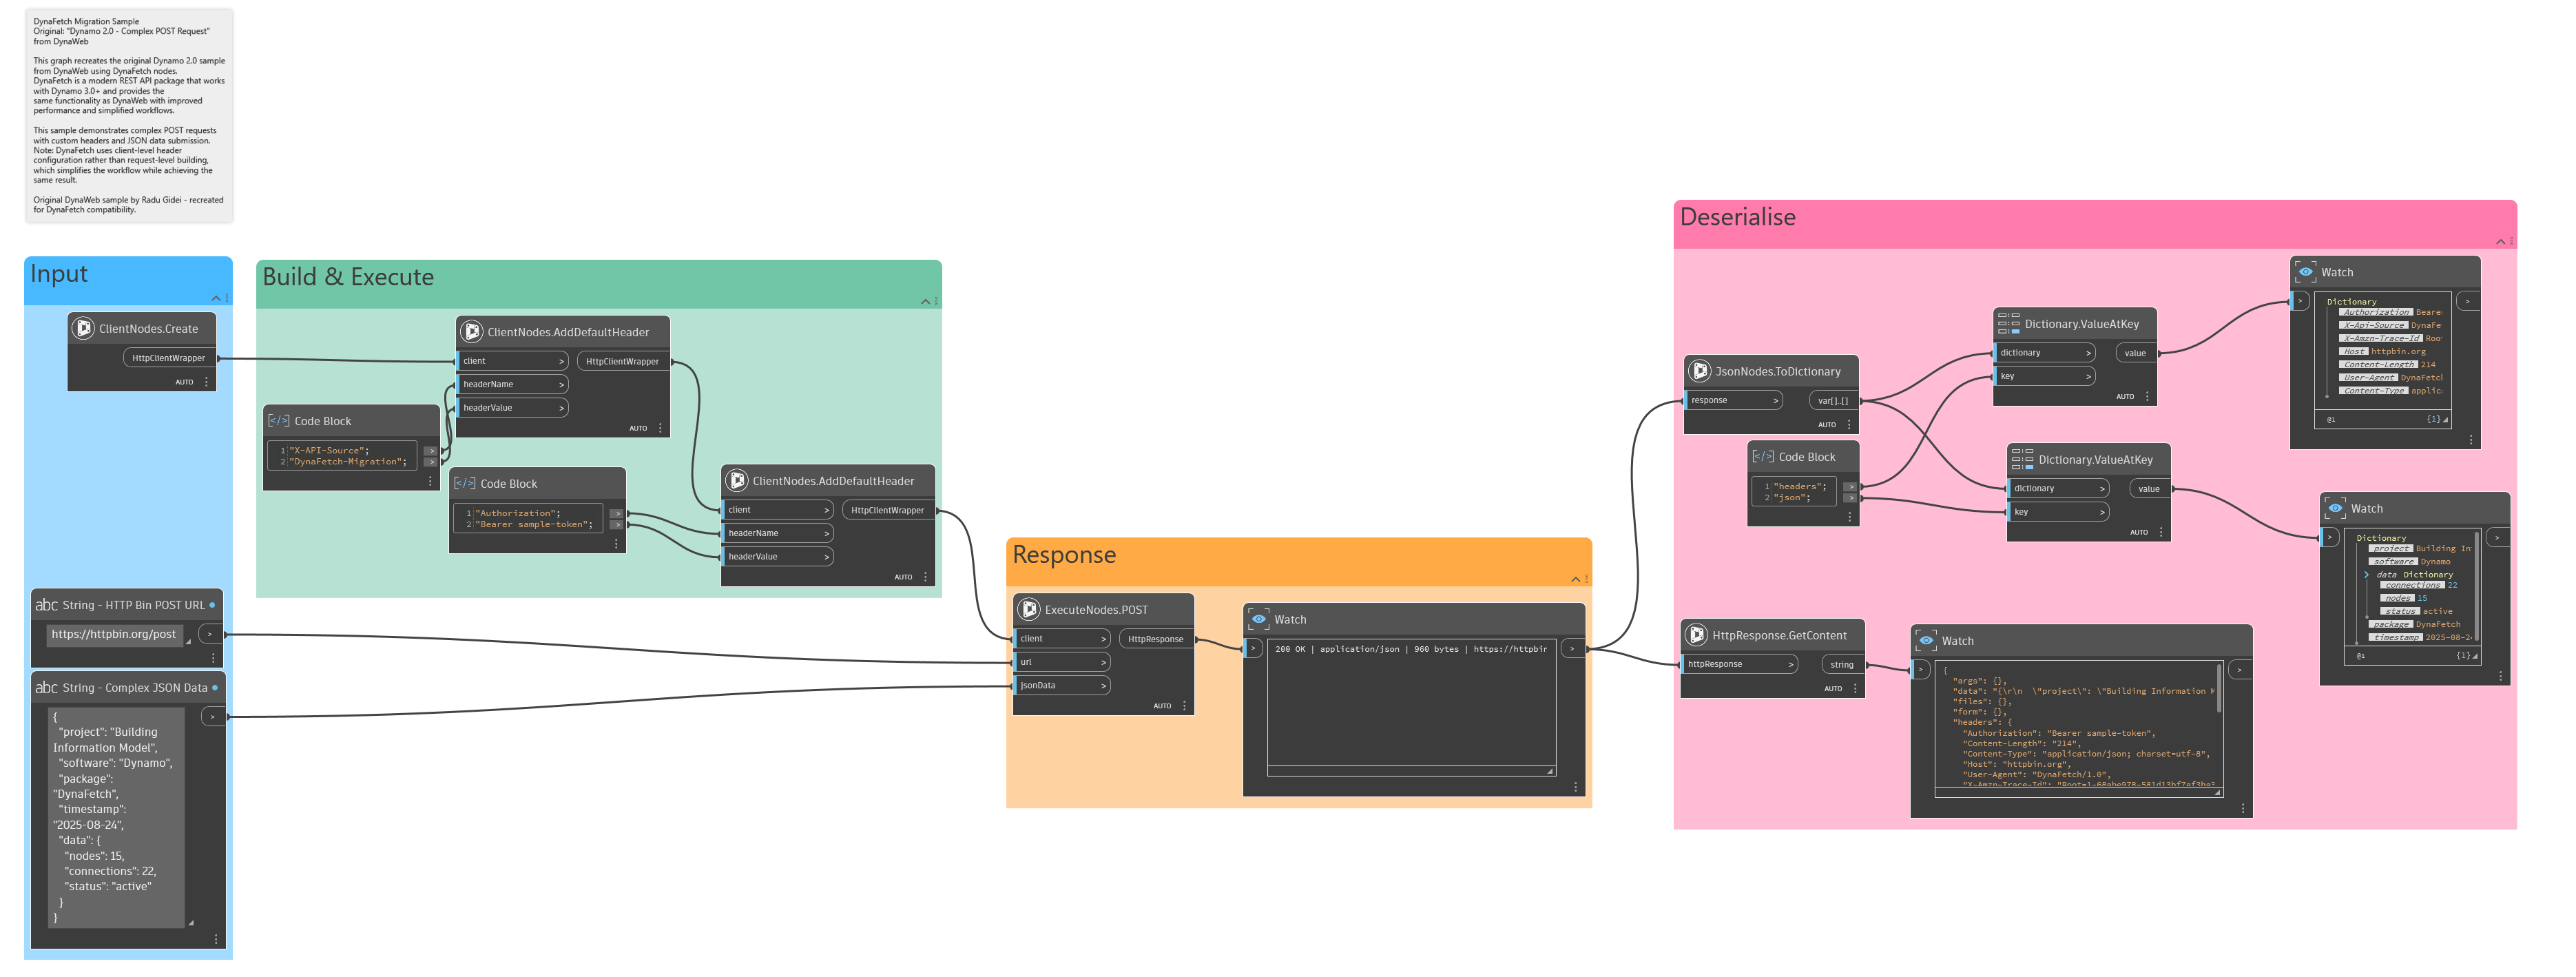 DynaFetch Migration Sample
Original: "Dynamo 2.0 - Complex POST Request"
from DynaWeb
This graph recreates the original Dynamo 2.0 sample
from DynaWeb using DynaFetch nodes.
DynaFetch is a modern REST API package that works
with Dynamo 3.0+ and provides the
same functionality as DynaWeb with improved
performance and simplified workflows.
This sample demonstrates complex POST requests
with custom headers and JSON data submission.
Note: DynaFetch uses client-level header
configuration rather than request-level building,
which simplifies the workflow while achieving the
same result.
Original DynaWeb sample by Radu Gidei - recreated
for DynaFetch compatibility.
Input
ClientNodes.Create
HttpClientWrapper
AUTO
abc String - HTTP Bin POST URL
https://httpbin.org/post
>
abc String - Complex JSON Data
>
{
"project": "Building
Information Model",
"software": "Dynamo",
"package":
"DynaFetch",
"timestamp":
"2025-08-24",
"data": {
"nodes": 15,
"connections": 22,
"status": "active"
}
}
Build & Execute
ClientNodes.AddDefaultHeader
client >
HttpClientWrapper
headerName >
headerValue >
AUTO
</> Code Block
1 "X-API-Source"; >
2 "DynaFetch-Migration"; >
</> Code Block
1 "Authorization"; >
2 "Bearer sample-token"; >
ClientNodes.AddDefaultHeader
client >
HttpClientWrapper
headerName >
headerValue >
AUTO
Response
ExecuteNodes.POST
client >
HttpResponse
url >
jsonData >
AUTO
Watch
>
200 OK | application/json | 960 bytes | https://httpbir
>
Deserialise
JsonNodes.ToDictionary
response >
var[]..[]
AUTO
</> Code Block
1 "headers"; >
2 "json"; >
Dictionary.ValueAtKey
dictionary >
value
key >
AUTO
Dictionary.ValueAtKey
dictionary >
value
key >
AUTO
Watch
>
Dictionary
Authorization Beare
X-Api-Source DynaFe
X-Amzn-Trace-Id Roo
Host httpbin.org
Content-Length 214
User-Agent DynaFetc
Content-Type applic
@1 {1}
>
Watch
>
Dictionary
project Building In
software Dynamo
data Dictionary
connections 22
nodes 15
status active
package DynaFetch
timestamp 2025-08-2
@1 {1}
>
HttpResponse.GetContent
httpResponse >
string
AUTO
Watch
>
{
"args": {},
"data": "{\r\n \"project\": \"Building Information M
"files": {},
"form": {},
"headers": {
"Authorization": "Bearer sample-token",
"Content-Length": "214",
"Content-Type": "application/json; charset=utf-8",
"Host": "httpbin.org",
"User-Agent": "DynaFetch/1.0",
>